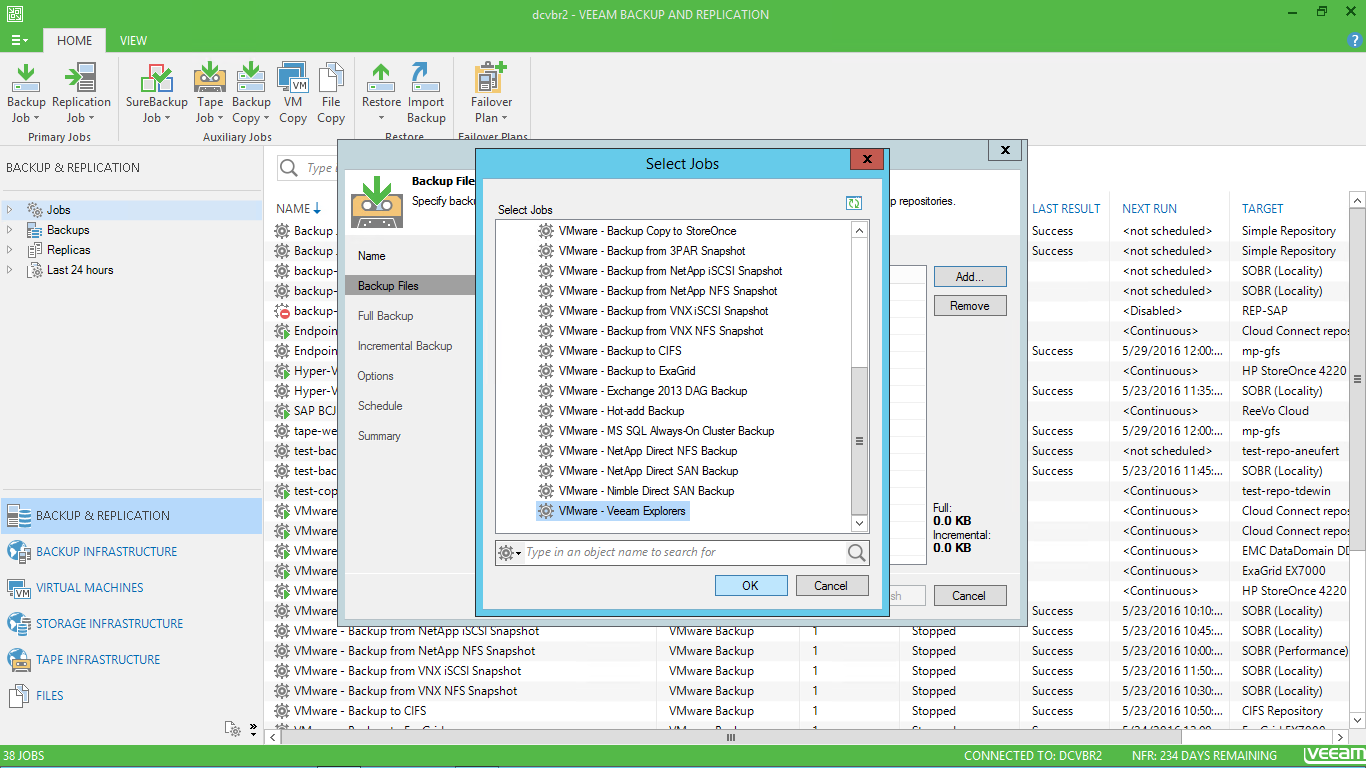 dcvbr2 - VEEAM BACKUP AND REPLICATION
HOME VIEW
Backup Job Replication Job SureBackup Job Tape Job Backup Copy VM Copy File Copy Restore Import Backup Failover Plan
Primary Jobs Auxiliary Jobs Restore Failover Plans
BACKUP & REPLICATION
Jobs
Backups
Replicas
Last 24 hours
BACKUP & REPLICATION
BACKUP INFRASTRUCTURE
VIRTUAL MACHINES
STORAGE INFRASTRUCTURE
TAPE INFRASTRUCTURE
FILES
Type
NAME LAST RESULT NEXT RUN TARGET
Backup Success <not scheduled> Simple Repository
Backup Success <not scheduled> Simple Repository
backup- <not scheduled> SOBR (Locality)
backup- <not scheduled> SOBR (Locality)
backup- <Disabled> REP-SAP
Endpoin <Continuous> Cloud Connect repos
Endpoin Success 5/29/2016 12:00:... mp-gfs
Hyper-V <Continuous> HP StoreOnce 4220
Hyper-V Success 5/23/2016 11:35:... SOBR (Locality)
SAP BCJ <Continuous> ReeVo Cloud
tape-we Success 5/29/2016 12:00:... mp-gfs
test-bac <not scheduled> test-repo-aneufert
test-bac Success 5/23/2016 11:45:... SOBR (Locality)
test-cop <Continuous> test-repo-tdewin
VMware <Continuous> Cloud Connect repos
VMware <Continuous> Cloud Connect repos
VMware <Continuous> EMC DataDomain DD
VMware <Continuous> ExaGrid EX7000
VMware <Continuous> HP StoreOnce 4220
VMware Success 5/23/2016 10:10:... SOBR (Locality)
VMware - Backup from NetApp iSCSI Snapshot VMware Backup 1 Stopped Success 5/23/2016 10:45:... SOBR (Locality)
VMware - Backup from NetApp NFS Snapshot VMware Backup 1 Stopped Success 5/23/2016 10:00:... SOBR (Performance)
VMware - Backup from VNX iSCSI Snapshot VMware Backup 1 Stopped Success 5/23/2016 11:50:... SOBR (Locality)
VMware - Backup from VNX NFS Snapshot VMware Backup 1 Stopped Success 5/23/2016 10:30:... SOBR (Locality)
VMware - Backup to CIFS VMware Backup 1 Stopped Success 5/23/2016 10:50:... CIFS Repository
Backup File
Specify backu p repositories.
Name
Backup Files
Full Backup
Incremental Backup
Options
Schedule
Summary
Add...
Remove
Full:
0.0 KB
Incremental:
0.0 KB
sh Cancel
Select Jobs
Select Jobs
VMware - Backup Copy to StoreOnce
VMware - Backup from 3PAR Snapshot
VMware - Backup from NetApp iSCSI Snapshot
VMware - Backup from NetApp NFS Snapshot
VMware - Backup from VNX iSCSI Snapshot
VMware - Backup from VNX NFS Snapshot
VMware - Backup to CIFS
VMware - Backup to ExaGrid
VMware - Exchange 2013 DAG Backup
VMware - Hot-add Backup
VMware - MS SQL Always-On Cluster Backup
VMware - NetApp Direct NFS Backup
VMware - NetApp Direct SAN Backup
VMware - Nimble Direct SAN Backup
VMware - Veeam Explorers
Type in an object name to search for
OK Cancel
38 JOBS CONNECTED TO: DCVBR2 NFR: 234 DAYS REMAINING veeam